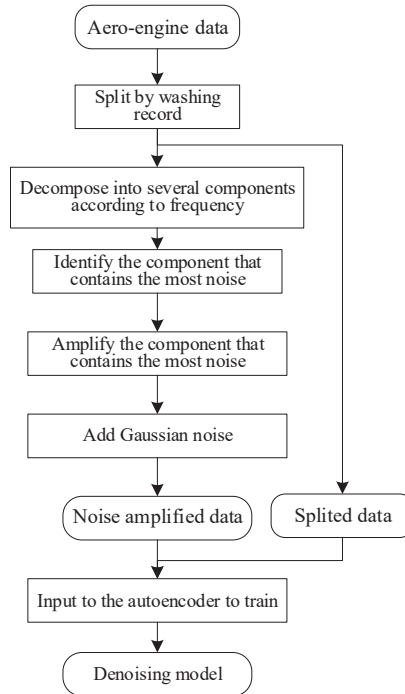 Aero-engine data
Split by washing
record
Decompose into several components
according to frequency
Identify the component that
contains the most noise
Amplify the component that
contains the most noise
Add Gaussian noise
Noise amplified data
Splited data
Input to the autoencoder to train
Denoising model